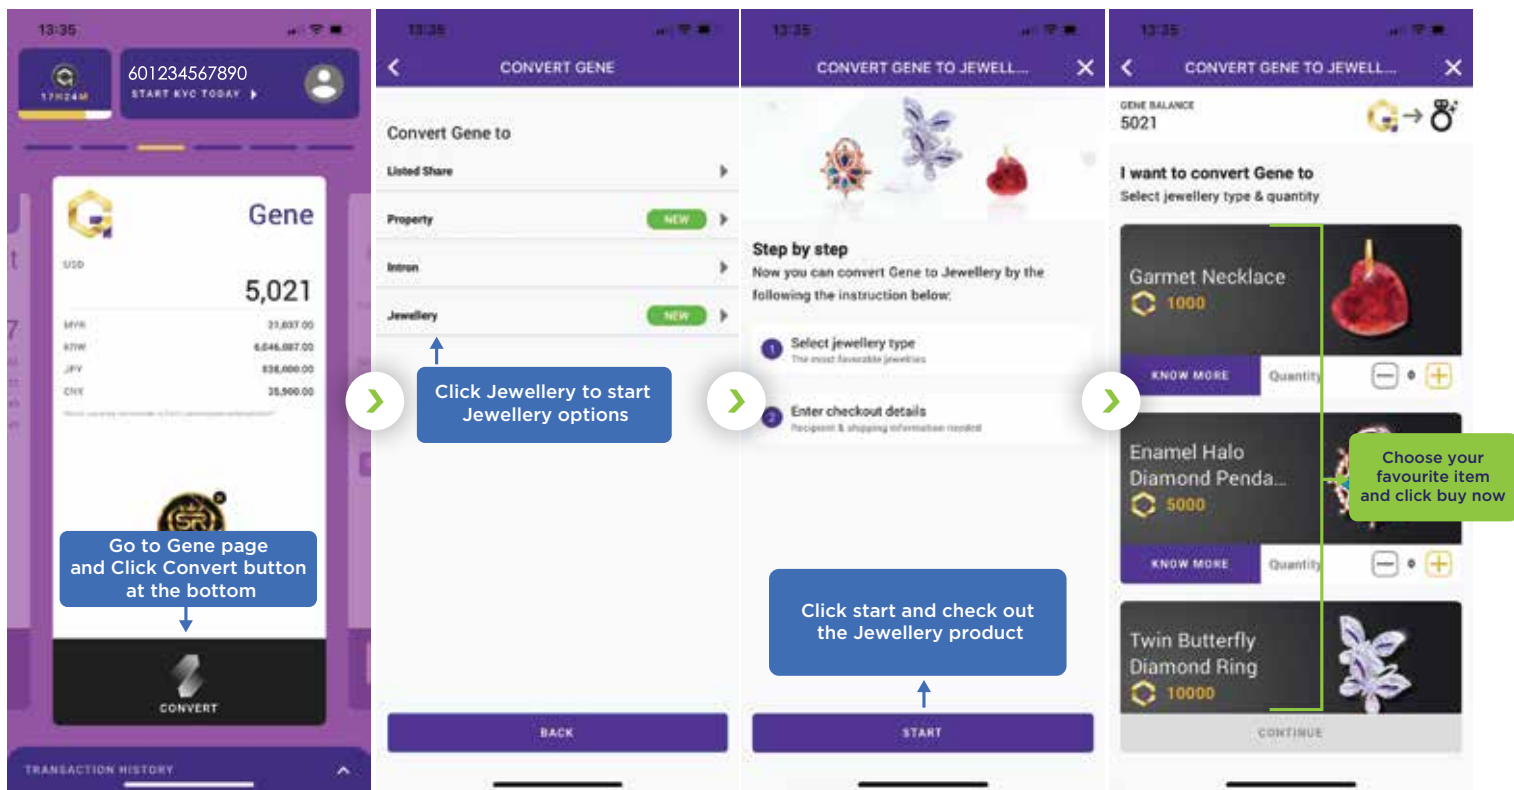 13:35
17H24M
601234567890
START KYC TODAY
Gene
USD
5,021
MYR 21,837.00
KRW 6,046,087.00
JPY 538,000.00
CNY 35,900.00
SR
Go to Gene page
and Click Convert button
at the bottom
CONVERT
TRANSACTION HISTORY
13:35
CONVERT GENE
Convert Gene to
Listed Share
Property NEW
Intron
Jewellery NEW
Click Jewellery to start
Jewellery options
BACK
13:35
CONVERT GENE TO JEWELL...
Step by step
Now you can convert Gene to Jewellery by the
following the instruction below:
1 Select jewellery type
The most favorable jewelries
2 Enter checkout details
Recipient & shipping information needed
Click start and check out
the Jewellery product
START
13:35
CONVERT GENE TO JEWELL...
GENE BALANCE
5021
I want to convert Gene to
Select jewellery type & quantity
Garmet Necklace
1000
KNOW MORE Quantity 0
Enamel Halo
Diamond Penda...
5000
Choose your
favourite item
and click buy now
KNOW MORE Quantity 0
Twin Butterfly
Diamond Ring
10000
CONTINUE